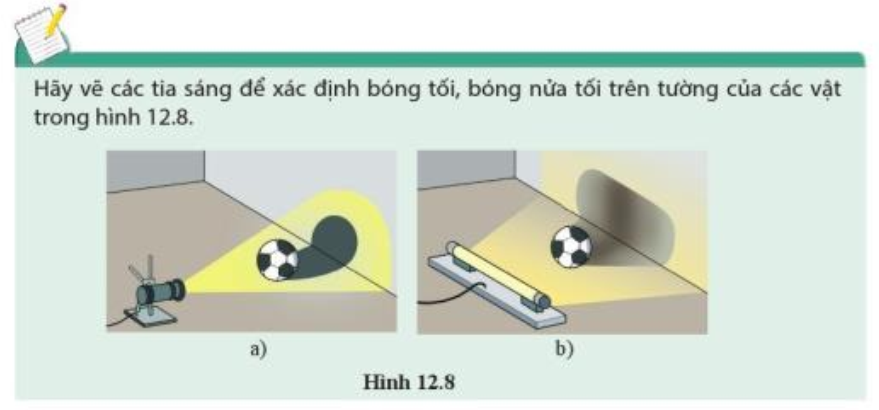 Hãy vẽ các tia sáng để xác định bóng tối, bóng nửa tối trên tường của các vật
trong hình 12.8.
a)
b)
Hình 12.8